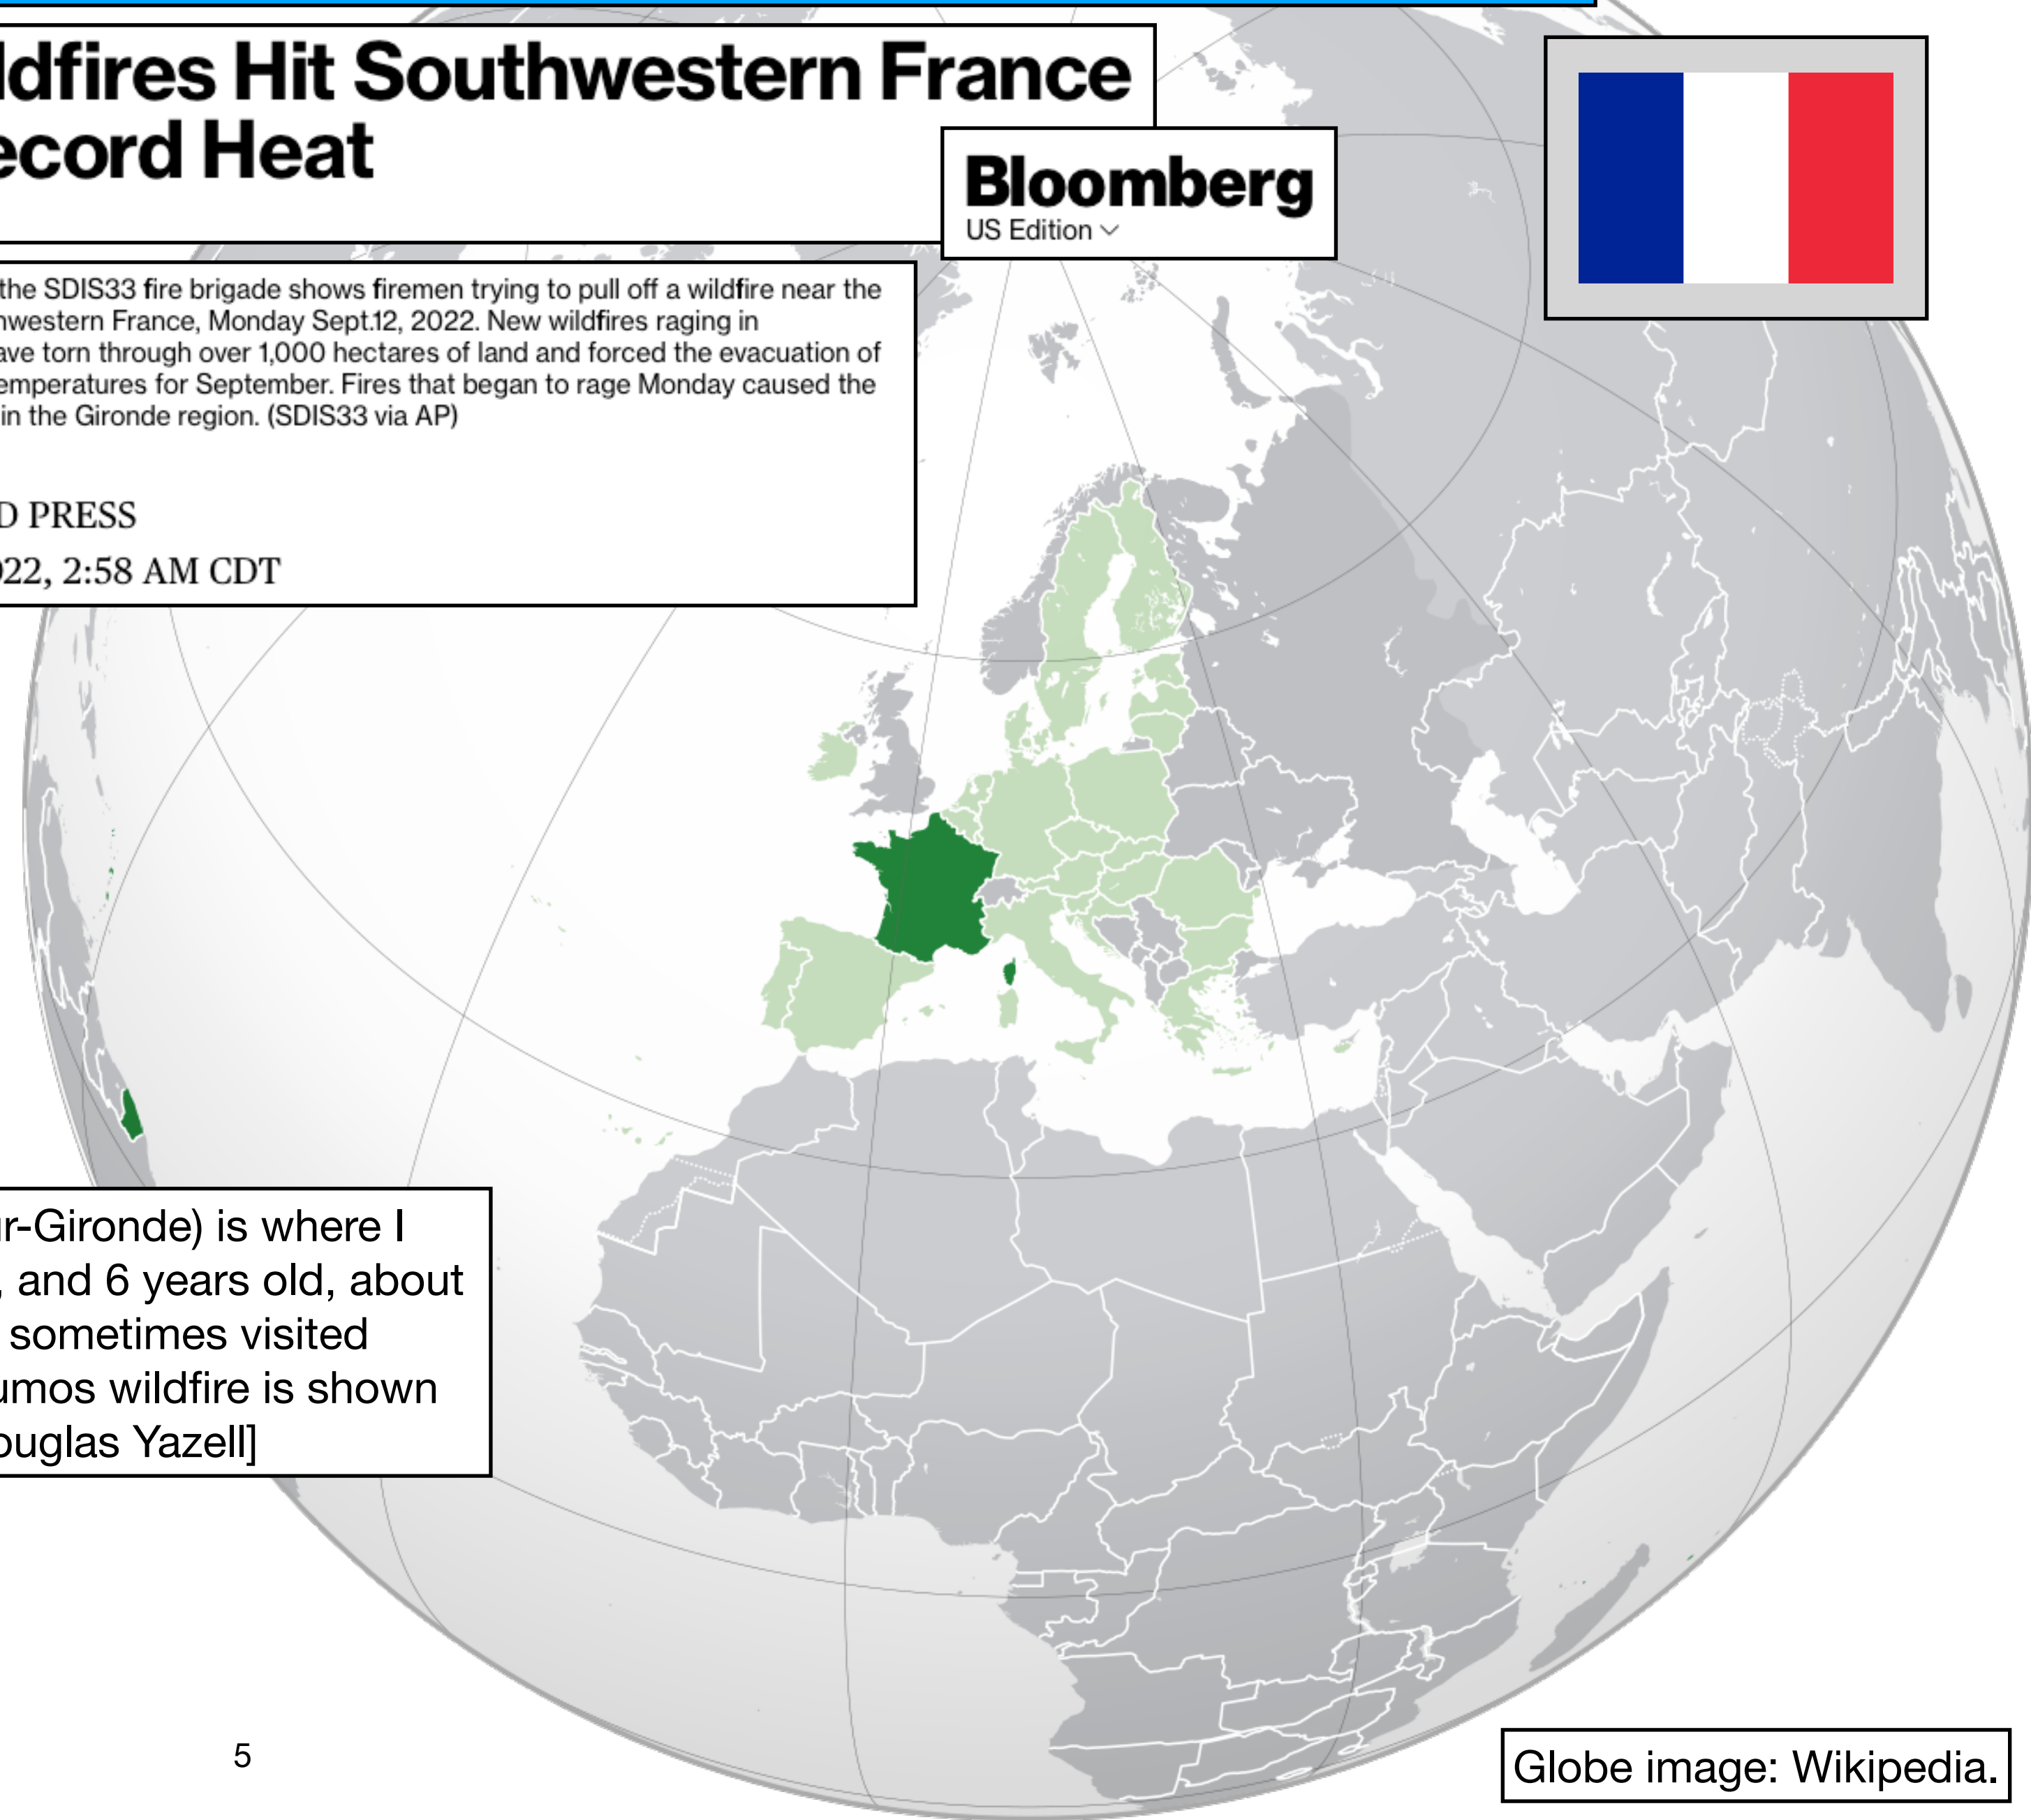 ldfires Hit Southwestern France
ecord Heat
Bloomberg
US Edition
the SDIS33 fire brigade shows firemen trying to pull off a wildfire near the
hwestern France, Monday Sept.12, 2022. New wildfires raging in
ave torn through over 1,000 hectares of land and forced the evacuation of
emperatures for September. Fires that began to rage Monday caused the
in the Gironde region. (SDIS33 via AP)
D PRESS
022, 2:58 AM CDT
r-Gironde) is where I
, and 6 years old, about
sometimes visited
umos wildfire is shown
ouglas Yazell]
5
Globe image: Wikipedia.